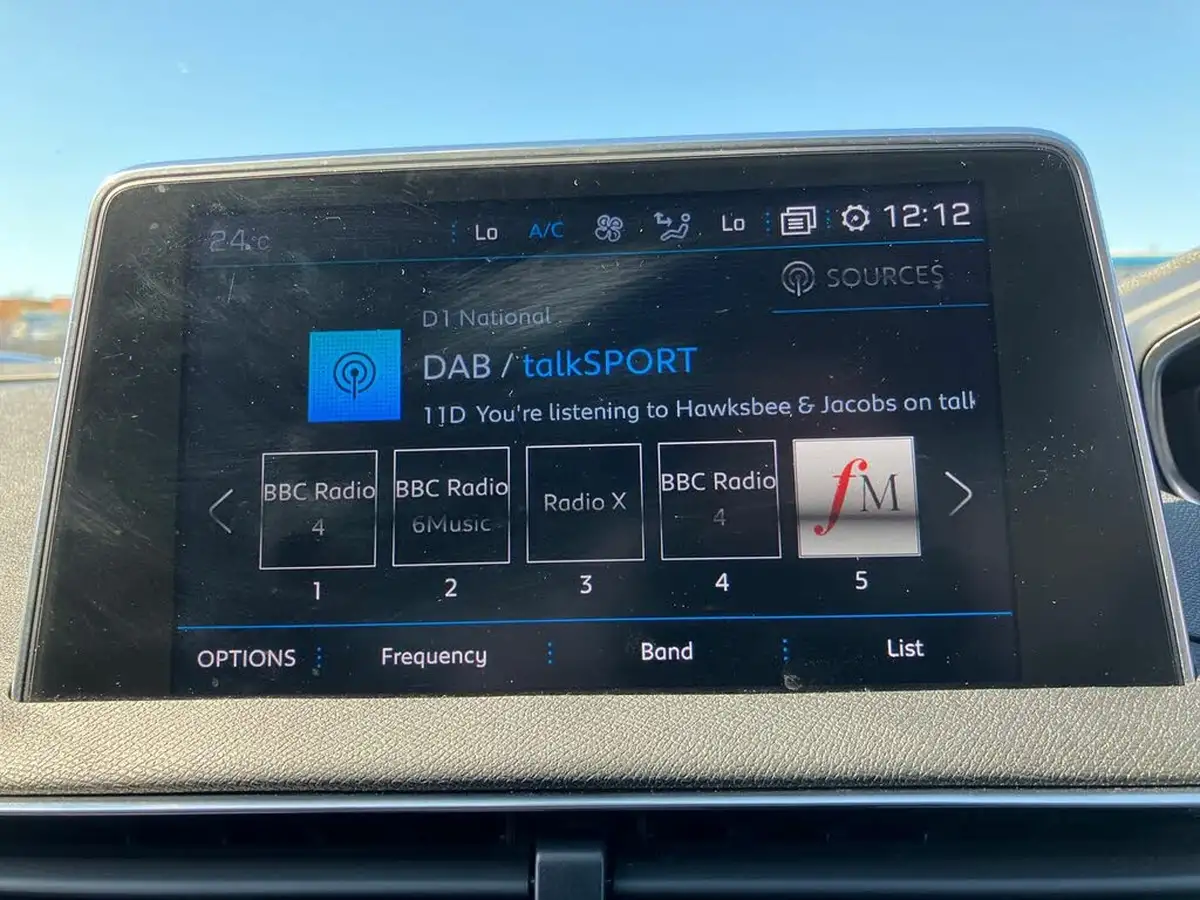 24°C Lo A/C Lo 12:12
SOURCES
D1 National
DAB / talkSPORT
11D You're listening to Hawksbee & Jacobs on talk
BBC Radio 4
BBC Radio 6Music
Radio X
BBC Radio 4
fM
1 2 3 4 5
OPTIONS Frequency Band List